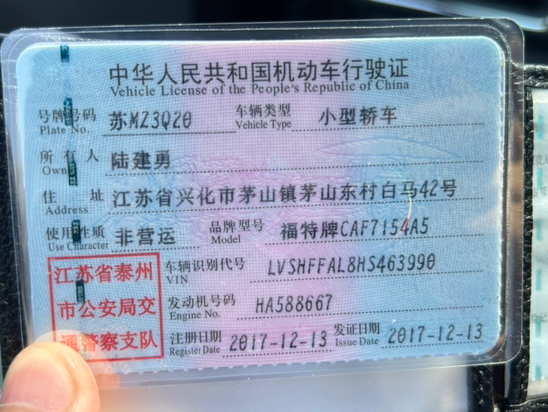 中华人民共和国机动车行驶证
Vehicle License of the People's Republic of China
号牌号码 苏MZ3Q20 车辆类型 小型轿车
Plate No. Vehicle Type
所有人 陆建勇
Owner
住址 江苏省兴化市茅山镇茅山东村白马42号
Address
使用性质 非营运 品牌型号 福特牌CAF7154A5
Use Character Model
江苏省泰州
市公安局交
通警察支队
车辆识别代号 LVSHFFAL8HS463990
VIN
发动机号码 HA588667
Engine No.
注册日期 2017-12-13 发证日期 2017-12-13
Register Date Issue Date